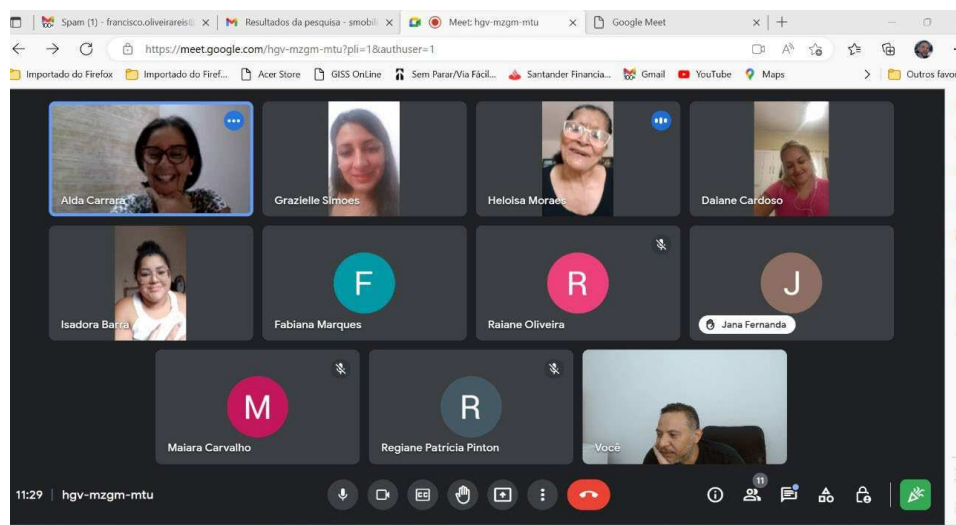 Spam (1) - francisco.oliveirareis
Resultados da pesquisa - smobil
Meet: hgv-mzgm-mtu
Google Meet
https://meet.google.com/hgv-mzgm-mtu?pli=1&authuser=1
Importado do Firefox
Importado do Firef...
Acer Store
GISS OnLine
Sem Parar/Via Fácil...
Santander Financia...
Gmail
YouTube
Maps
Outros favor
Alda Carrara
Grazielle Simoes
Heloisa Moraes
Daiane Cardoso
Isadora Barra
F
Fabiana Marques
R
Raiane Oliveira
J
Jana Fernanda
M
Maiara Carvalho
R
Regiane Patrícia Pinton
Você
11:29 | hgv-mzgm-mtu
CC
11